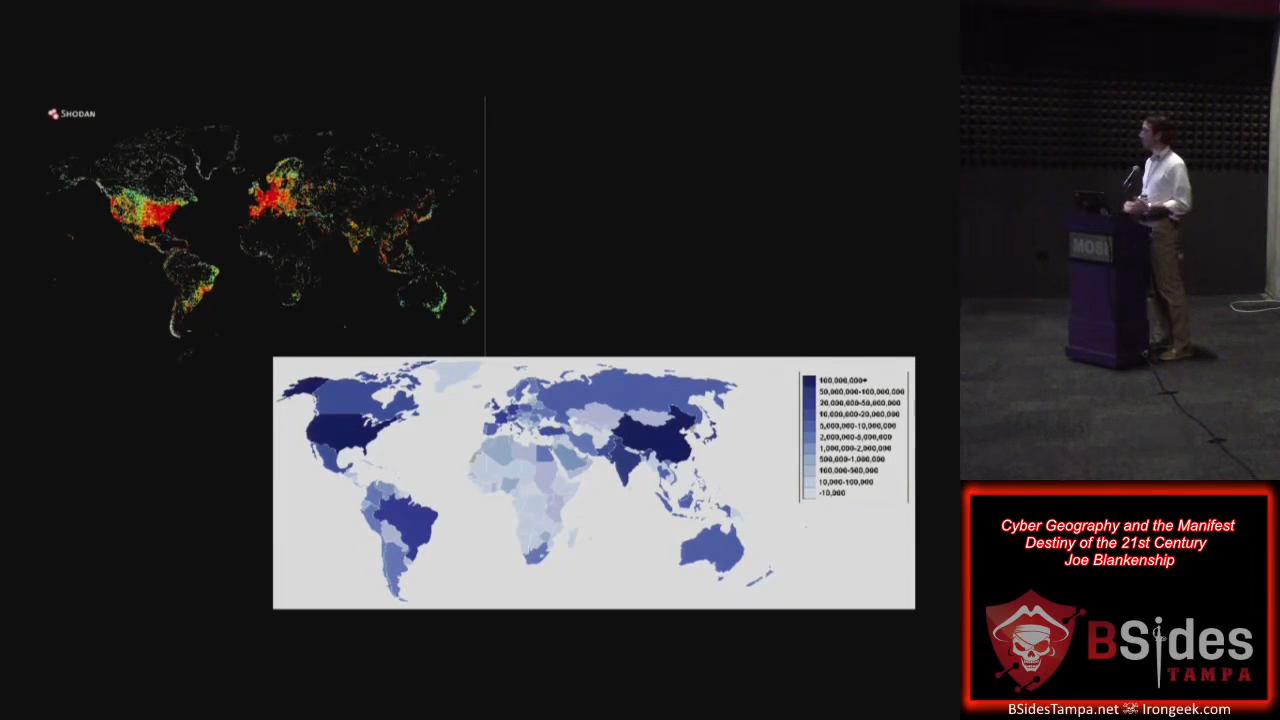 SHODAN
100,000,000+
50,000,000-100,000,000
20,000,000-50,000,000
10,000,000-20,000,000
5,000,000-10,000,000
2,000,000-5,000,000
1,000,000-2,000,000
500,000-1,000,000
100,000-500,000
10,000-100,000
-10,000
MOSI
Cyber Geography and the Manifest
Destiny of the 21st Century
Joe Blankenship
BSides
TAMPA
BSidesTampa.net Irongeek.com